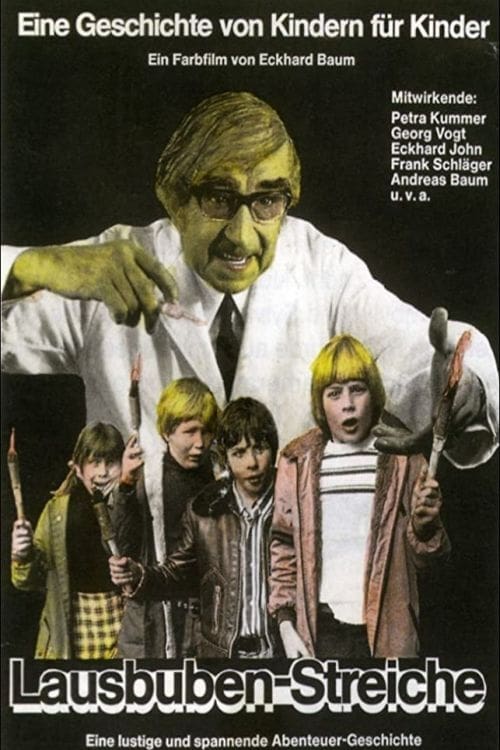 Eine Geschichte von Kindern für Kinder
Ein Farbfilm von Eckhard Baum
Mitwirkende:
Petra Kummer
Georg Vogt
Eckhard John
Frank Schläger
Andreas Baum
u.v.a.
Lausbuben-Streiche
Eine lustige und spannende Abenteuer-Geschichte